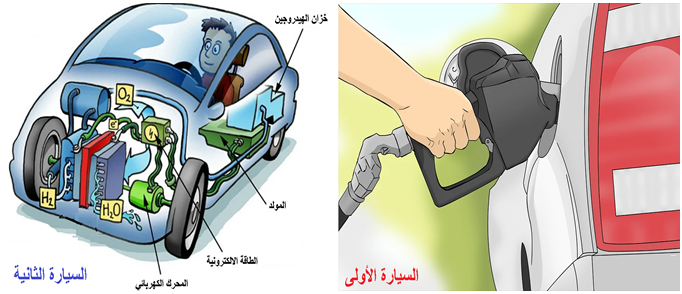 خزان الهيدروجين
O₂
H₂
H₂O
المولد
الطاقة الالكترونية
المحرك الكهربائي
السيارة الثانية
السيارة الأولى